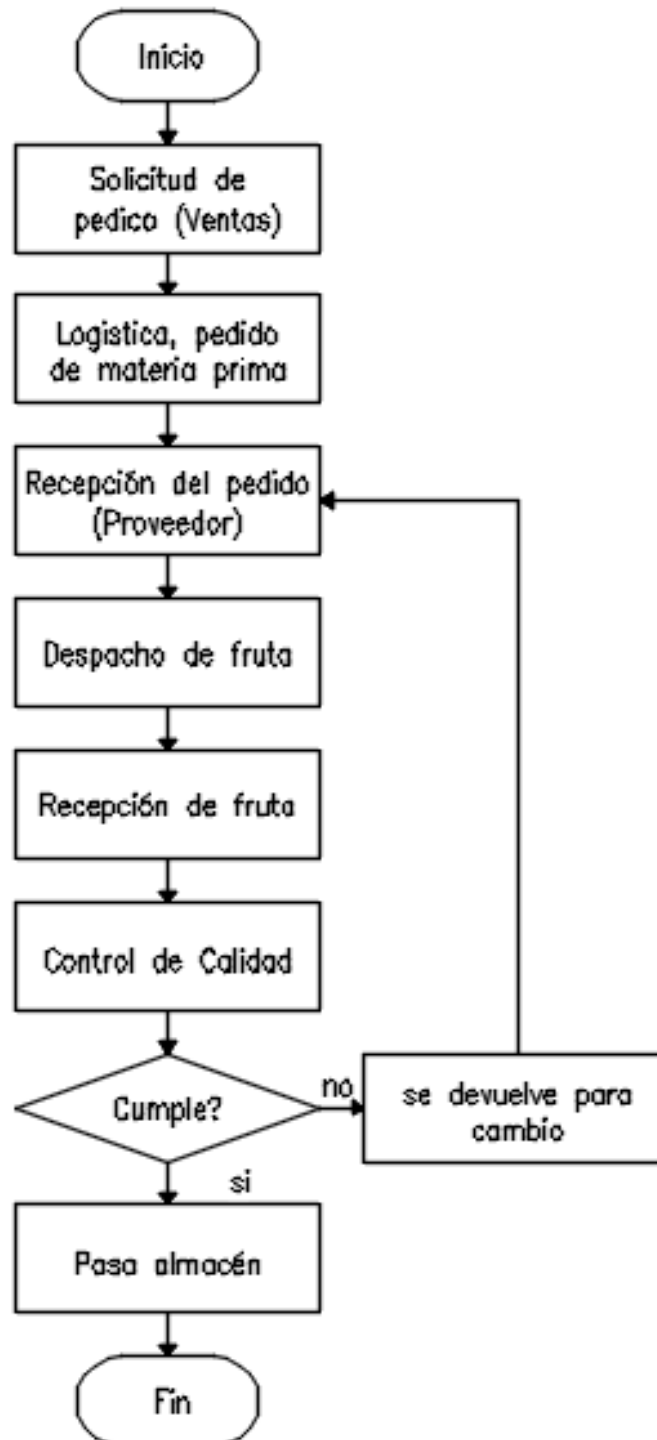 Inicio
Solicitud de
pedico (Ventas)
Logistica, pedido
de materia prima
Recepción del pedido
(Proveedor)
Despacho de fruta
Recepción de fruta
Control de Calidad
Cumple?
no
se devuelve para
cambio
si
Pasa almacén
Fin